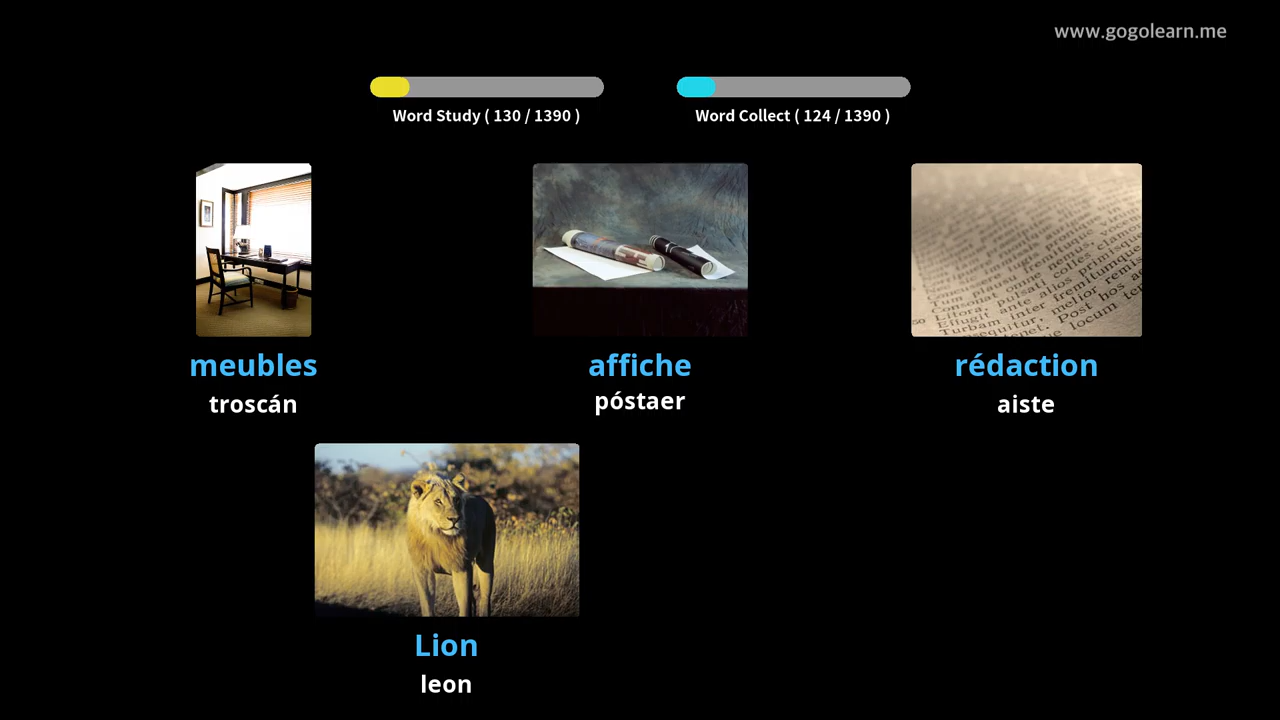 www.gogolearn.me
Word Study ( 130 / 1390 )
Word Collect ( 124 / 1390 )
meubles
troscán
affiche
póstaer
rédaction
aiste
Lion
leon